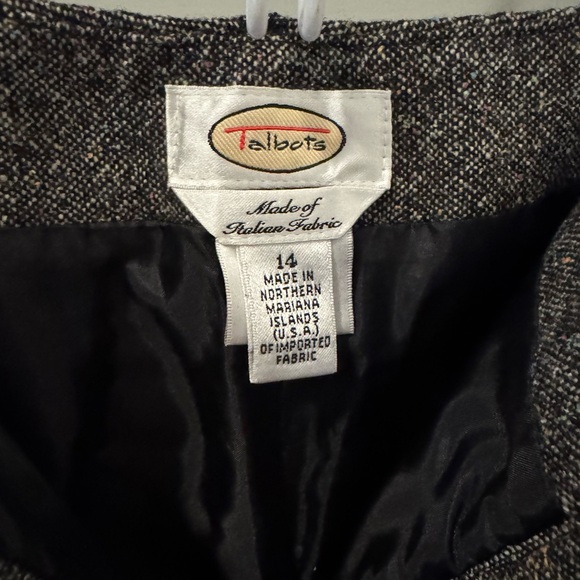 Talbots
Made of
Italian Fabric
14
MADE IN
NORTHERN
MARIANA
ISLANDS
(U.S.A.)
OF IMPORTED
FABRIC